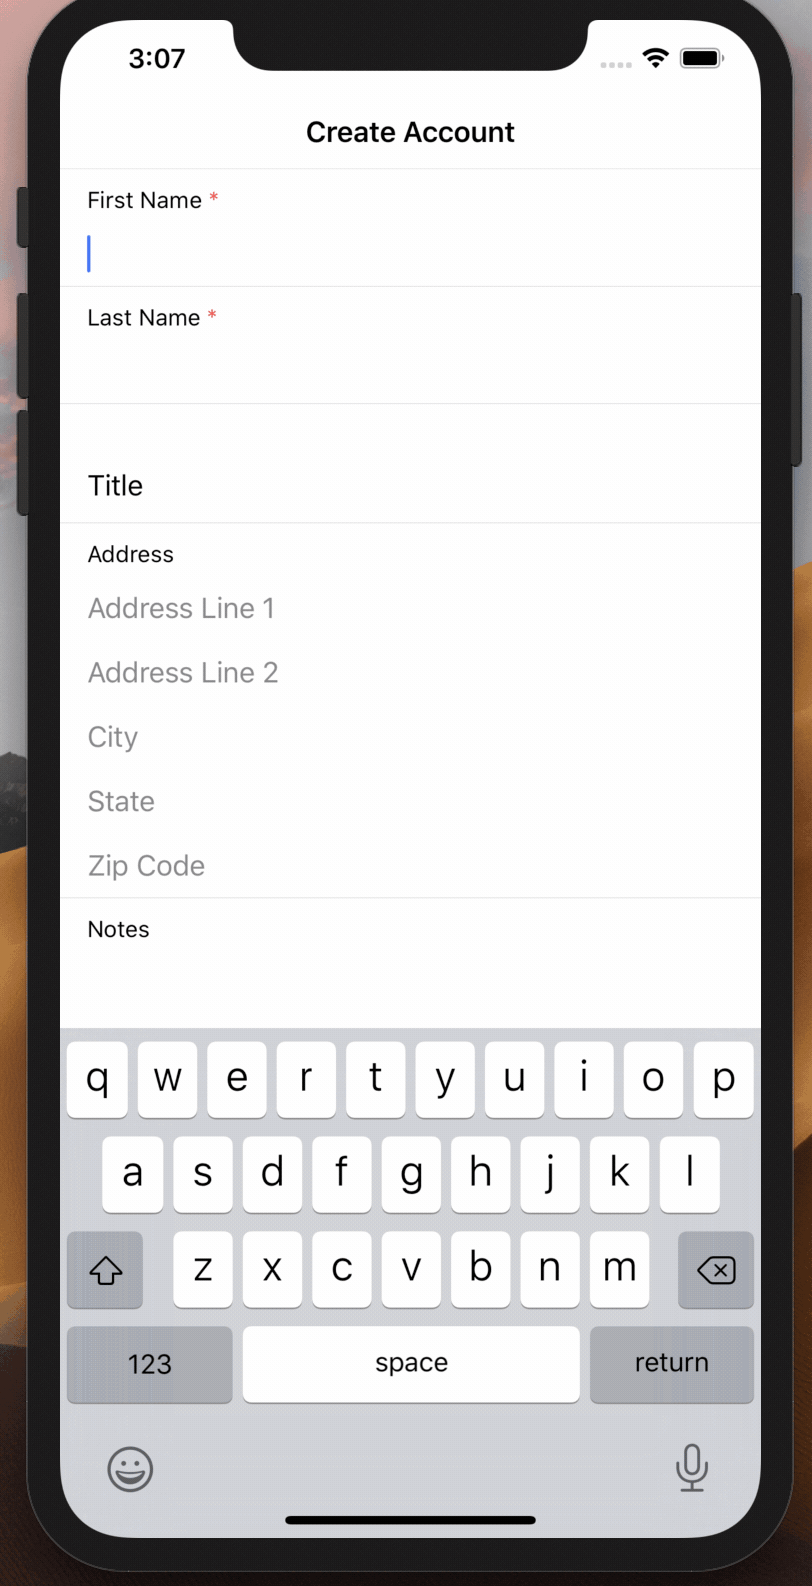 3:07
Create Account
First Name *
Last Name *
Title
Address
Address Line 1
Address Line 2
City
State
Zip Code
Notes
q w e r t y u i o p
a s d f g h j k l
z x c v b n m
123 space return